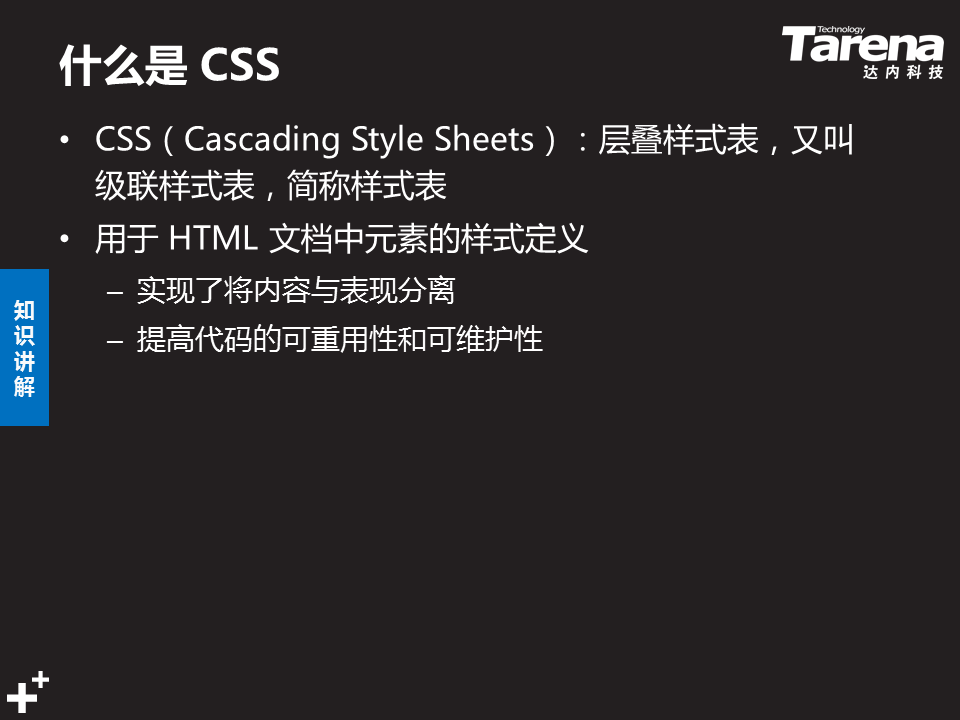 什么是 CSS
Technology
Tarena
达内科技
• CSS（Cascading Style Sheets）：层叠样式表，又叫
级联样式表，简称样式表
• 用于 HTML 文档中元素的样式定义
– 实现了将内容与表现分离
– 提高代码的可重用性和可维护性
知
识
讲
解